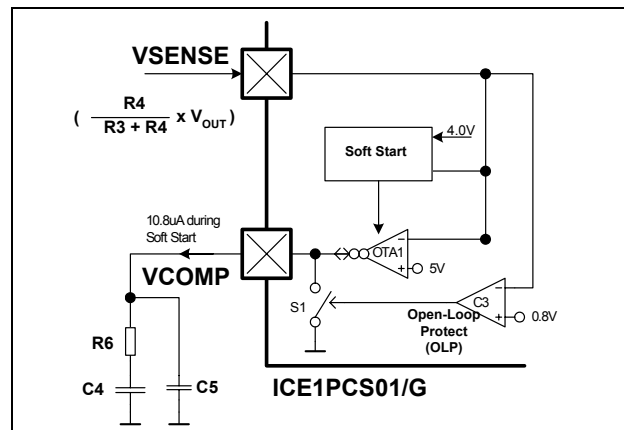 VSENSE
( R4
R3 + R4 x VOUT )
4.0V
Soft Start
10.8uA during
Soft Start
OTA1
−
+
5V
VCOMP
S1
C3
−
+
0.8V
Open-Loop
Protect
(OLP)
R6
C4
C5
ICE1PCS01/G